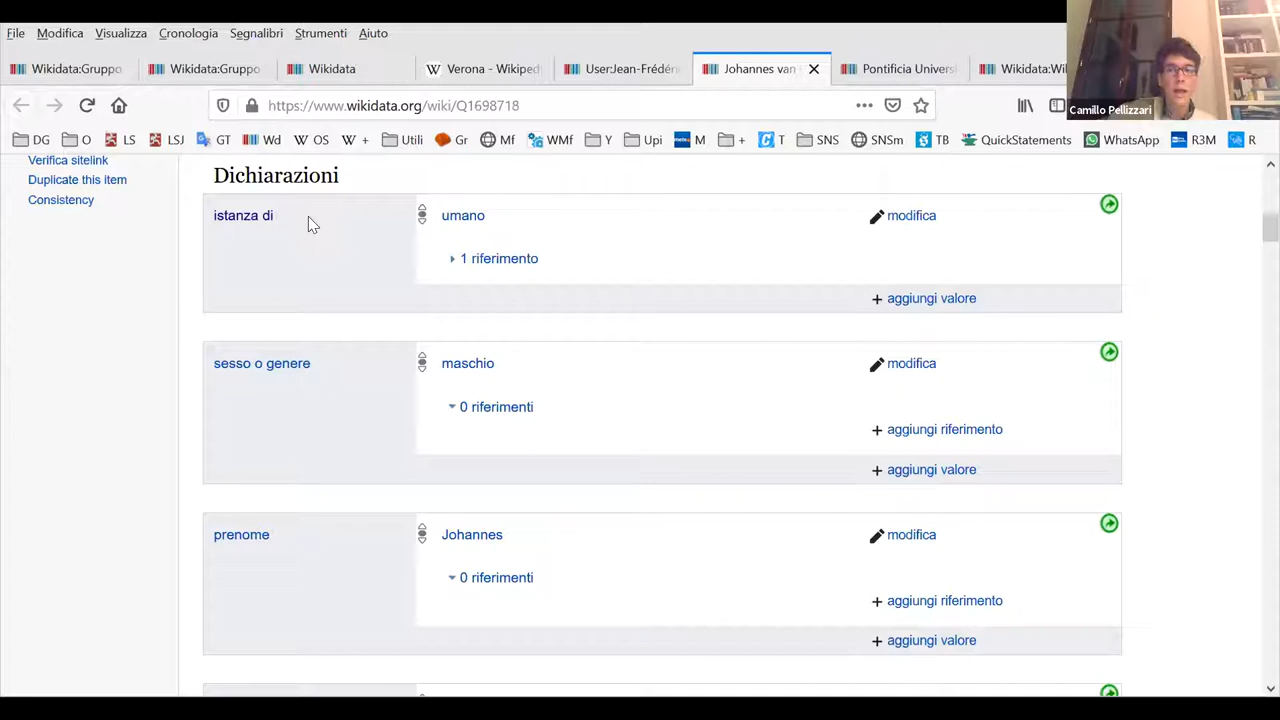 File Modifica Visualizza Cronologia Segnalibri Strumenti Aiuto
Wikidata:Gruppo Wikidata:Gruppo Wikidata Verona - Wikiped User:Jean-Frédéri Johannes van Pontificia Univers Wikidata:Wil
https://www.wikidata.org/wiki/Q1698718
Camillo Pellizzari
DG O LS LSJ GT Wd OS + Utili Gr Mf WMf Y Upi M + T SNS SNSm TB QuickStatements WhatsApp R3M R
Verifica sitelink
Duplicate this item
Consistency
Dichiarazioni
istanza di umano modifica
1 riferimento
+ aggiungi valore
sesso o genere maschio modifica
0 riferimenti
+ aggiungi riferimento
+ aggiungi valore
prenome Johannes modifica
0 riferimenti
+ aggiungi riferimento
+ aggiungi valore